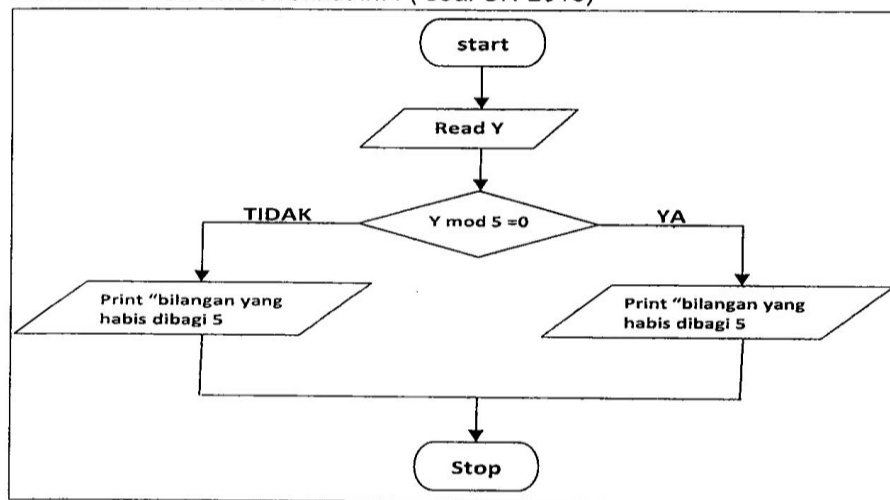 start
Read Y
TIDAK
Y mod 5 =0
YA
Print “bilangan yang
habis dibagi 5
Print “bilangan yang
habis dibagi 5
Stop